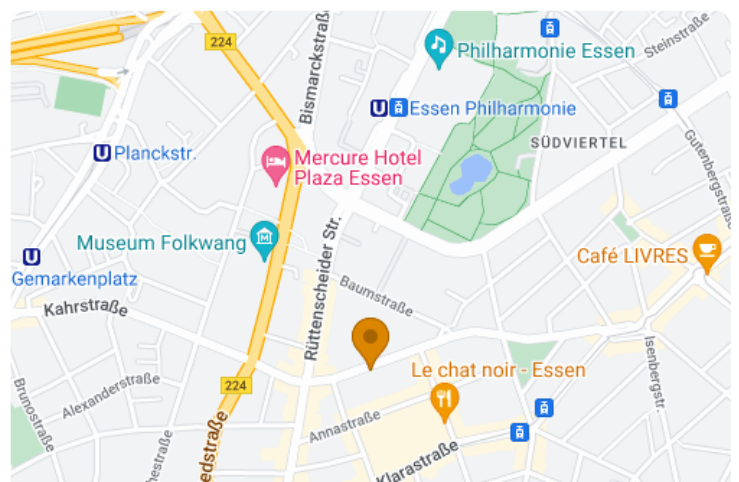 224
Bismarckstraße
Philharmonie Essen
Steinstraße
Essen Philharmonie
SÜDVIERTEL
Gutenbergstraße
Planckstr.
Mercure Hotel
Plaza Essen
Museum Folkwang
Rüttenscheider Str.
Café LIVRES
Gemarkenplatz
Kahrstraße
Baumstraße
Isenbergstr.
Le chat noir - Essen
224
Alexanderstraße
Brunostraße
Annastraße
Klarastraße